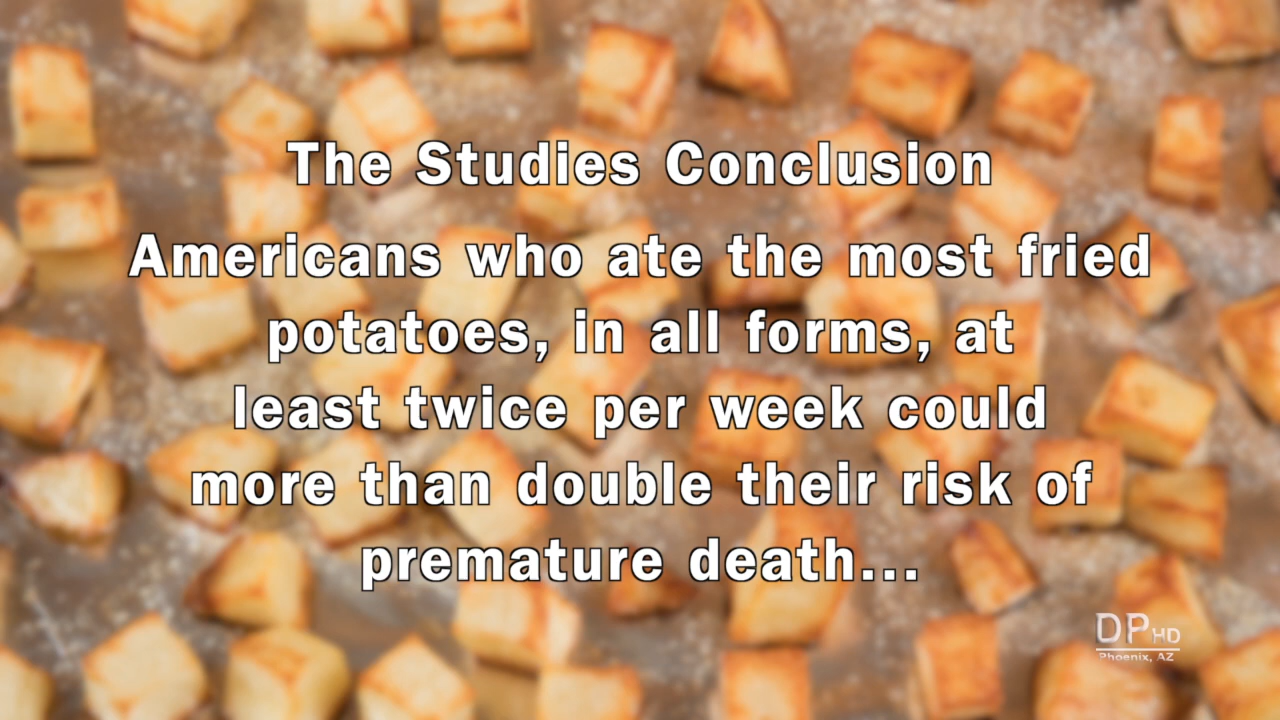 The Studies Conclusion
Americans who ate the most fried
potatoes, in all forms, at
least twice per week could
more than double their risk of
premature death...
DP HD
Phoenix, AZ